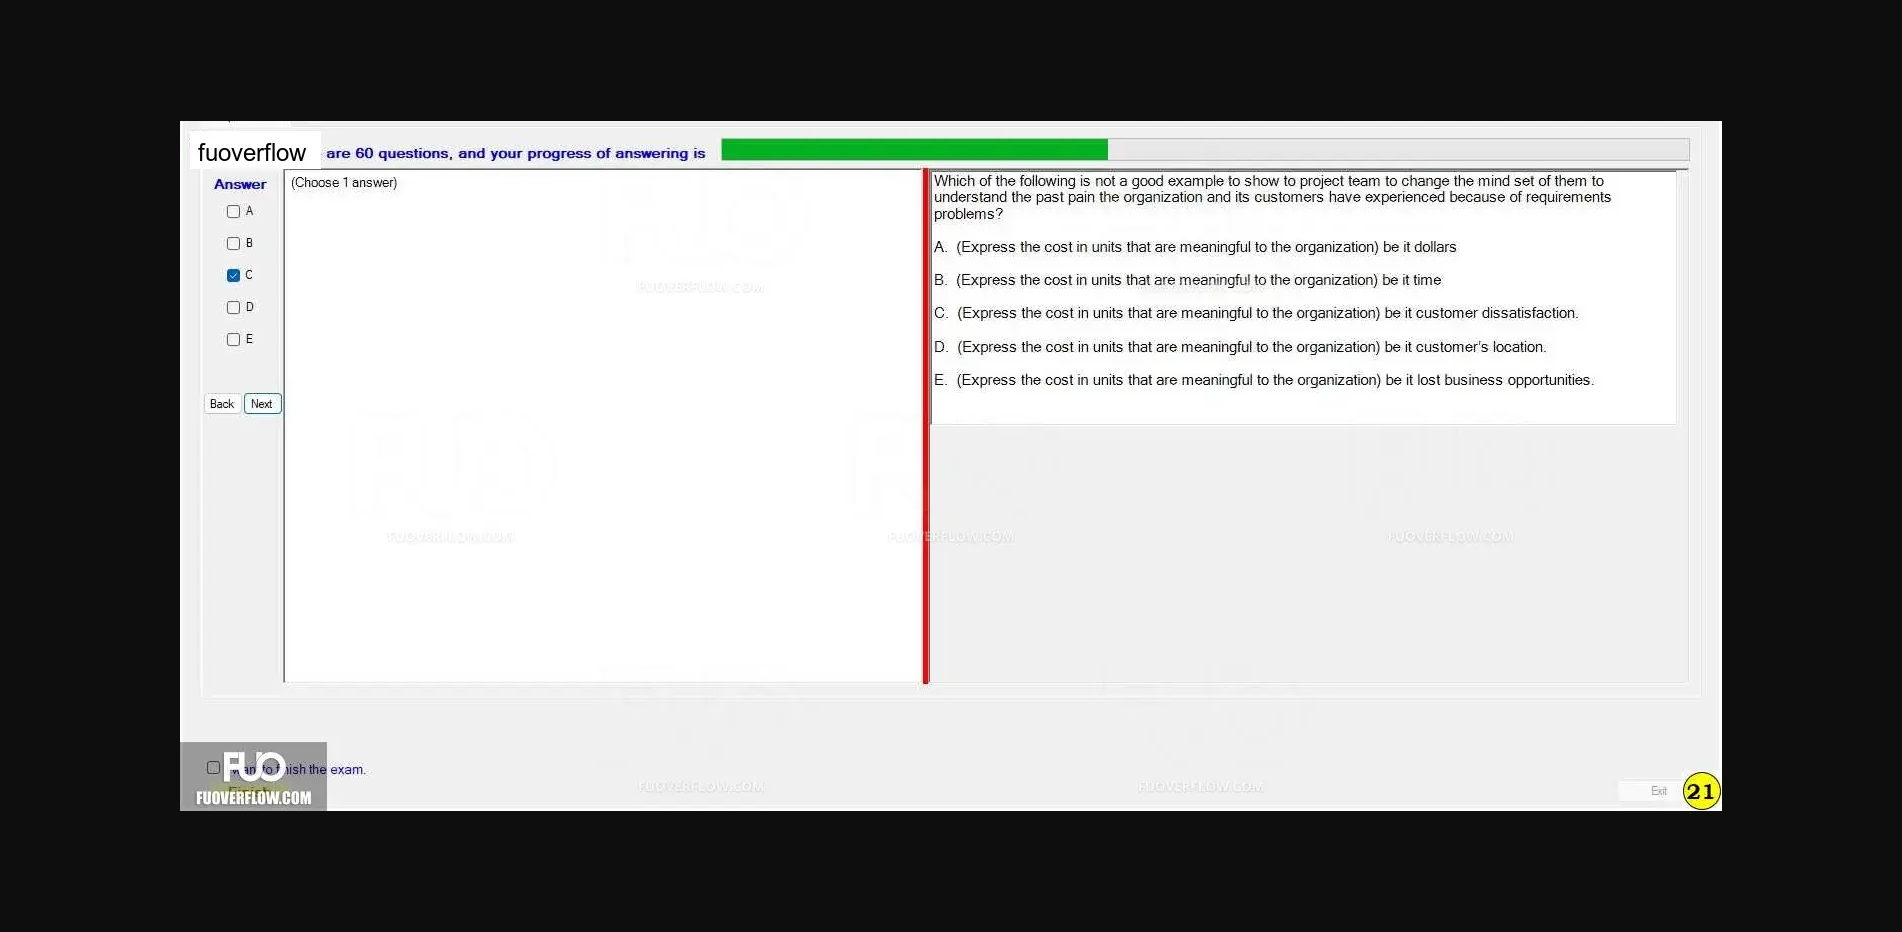 fuoverflow are 60 questions, and your progress of answering is
Answer
A
B
C
D
E
Back Next
(Choose 1 answer)
Which of the following is not a good example to show to project team to change the mind set of them to
understand the past pain the organization and its customers have experienced because of requirements
problems?
A. (Express the cost in units that are meaningful to the organization) be it dollars
B. (Express the cost in units that are meaningful to the organization) be it time
C. (Express the cost in units that are meaningful to the organization) be it customer dissatisfaction.
D. (Express the cost in units that are meaningful to the organization) be it customer's location.
E. (Express the cost in units that are meaningful to the organization) be it lost business opportunities.
FUOVERFLOW.COM
FUOVERFLOW.COM FUOVERFLOW.COM FUOVERFLOW.COM
want to finish the exam.
FUO
Finish
FUOVERFLOW.COM
FUOVERFLOW.COM FUOVERFLOW.COM
Exit
21